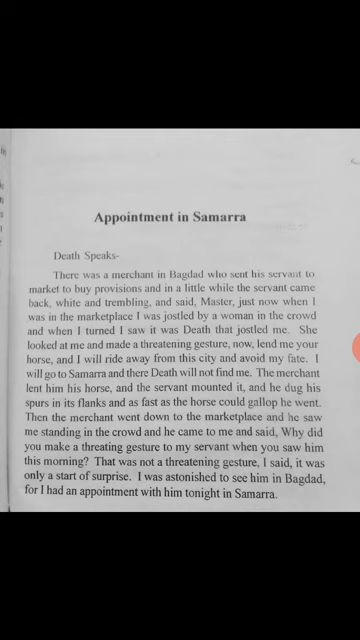 Appointment in Samarra
Death Speaks-
There was a merchant in Bagdad who sent his servant to
market to buy provisions and in a little while the servant came
back, white and trembling, and said, Master, just now when I
was in the marketplace I was jostled by a woman in the crowd
and when I turned I saw it was Death that jostled me. She
looked at me and made a threatening gesture, now, lend me your
horse, and I will ride away from this city and avoid my fate. I
will go to Samarra and there Death will not find me. The merchant
lent him his horse, and the servant mounted it, and he dug his
spurs in its flanks and as fast as the horse could gallop he went.
Then the merchant went down to the marketplace and he saw
me standing in the crowd and he came to me and said, Why did
you make a threating gesture to my servant when you saw him
this morning? That was not a threatening gesture, I said, it was
only a start of surprise. I was astonished to see him in Bagdad,
for I had an appointment with him tonight in Samarra.